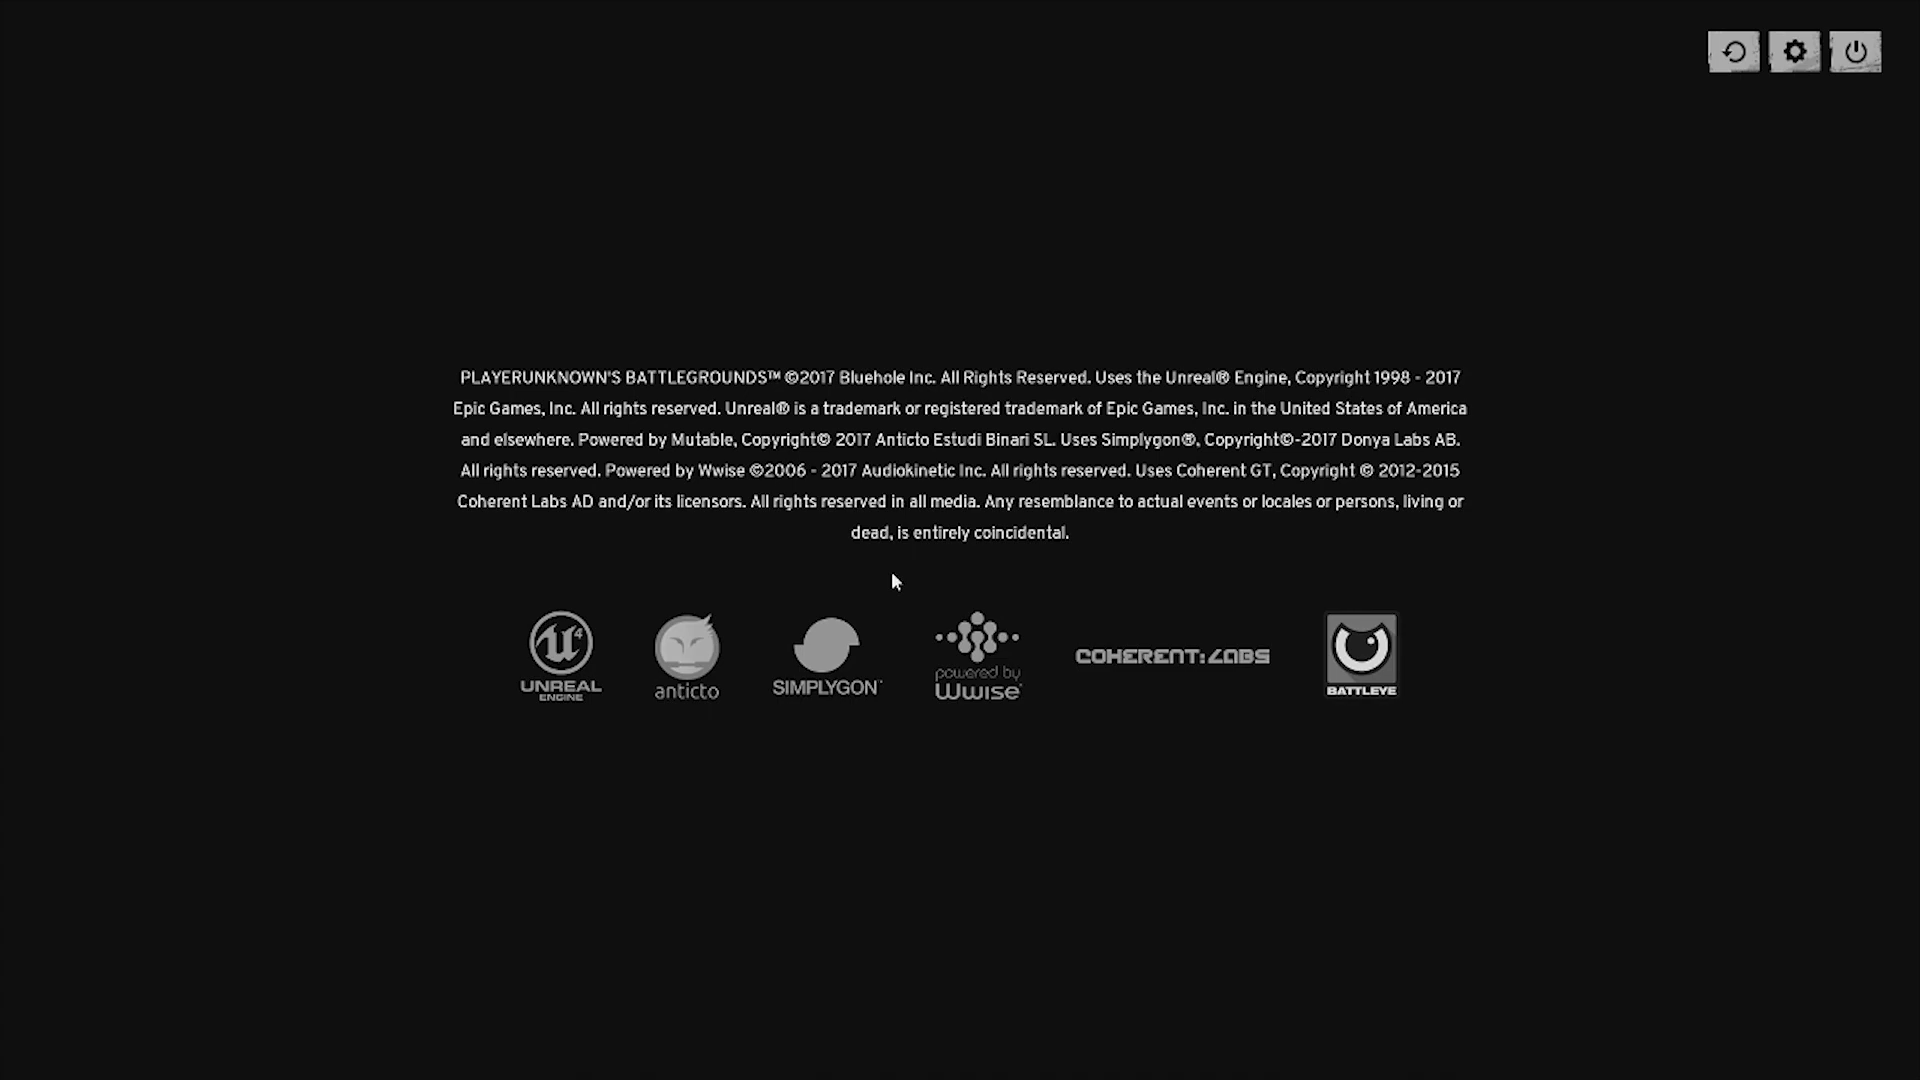 PLAYERUNKNOWN'S BATTLEGROUNDS™ ©2017 Bluehole Inc. All Rights Reserved. Uses the Unreal® Engine, Copyright 1998 - 2017
Epic Games, Inc. All rights reserved. Unreal® is a trademark or registered trademark of Epic Games, Inc. in the United States of America
and elsewhere. Powered by Mutable, Copyright© 2017 Anticto Estudi Binari SL. Uses Simplygon®, Copyright©-2017 Donya Labs AB.
All rights reserved. Powered by Wwise ©2006 - 2017 Audiokinetic Inc. All rights reserved. Uses Coherent GT, Copyright © 2012-2015
Coherent Labs AD and/or its licensors. All rights reserved in all media. Any resemblance to actual events or locales or persons, living or
dead, is entirely coincidental.
U4
UNREAL
ENGINE
anticto
SIMPLYGON™
powered by
Wwise®
COHERENT:LABS
BATTLEYE